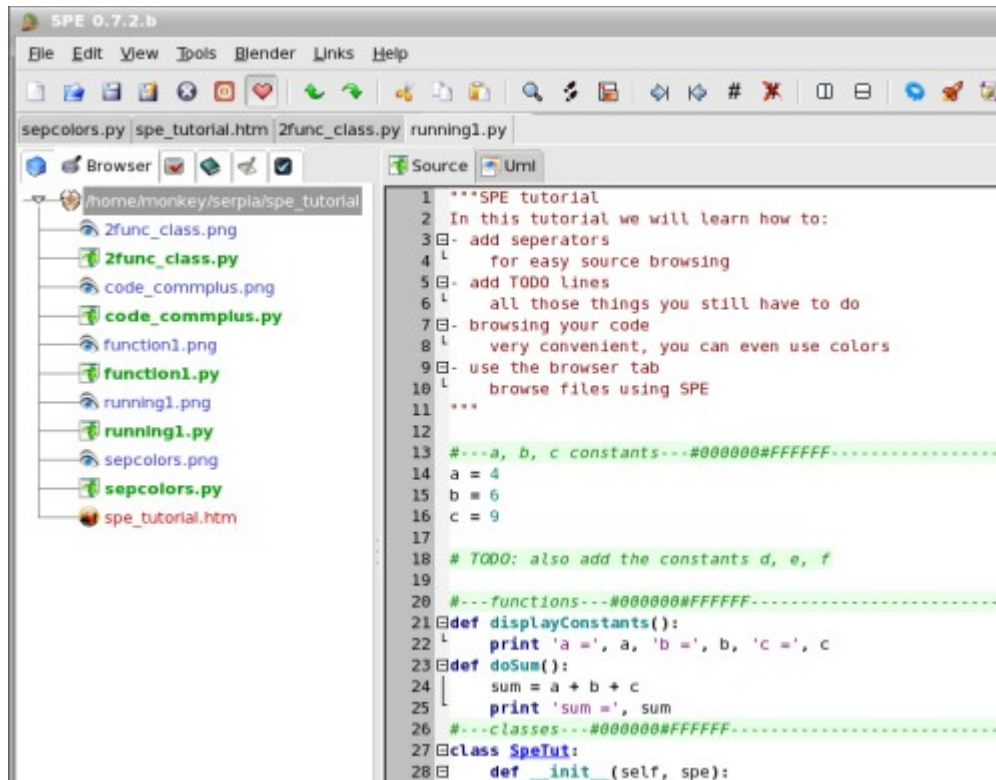 SPE 0.7.2.b
File Edit View Tools Blender Links Help
sepcolors.py spe_tutorial.htm 2func_class.py running1.py
Browser
Source Uml
/home/monkey/serpia/spe_tutorial
2func_class.png
2func_class.py
code_commplus.png
code_commplus.py
function1.png
function1.py
running1.png
running1.py
sepcolors.png
sepcolors.py
spe_tutorial.htm
1 """SPE tutorial
2 In this tutorial we will learn how to:
3 - add seperators
4 for easy source browsing
5 - add TODO lines
6 all those things you still have to do
7 - browsing your code
8 very convenient, you can even use colors
9 - use the browser tab
10 browse files using SPE
11 """
12
13 #---a, b, c constants---#000000#FFFFFF-----------------
14 a = 4
15 b = 6
16 c = 9
17
18 # TODO: also add the constants d, e, f
19
20 #---functions---#000000#FFFFFF-------------------------
21 def displayConstants():
22 print 'a =', a, 'b =', b, 'c =', c
23 def doSum():
24 sum = a + b + c
25 print 'sum =', sum
26 #---classes---#000000#FFFFFF---------------------------
27 class SpeTut:
28 def __init__(self, spe):